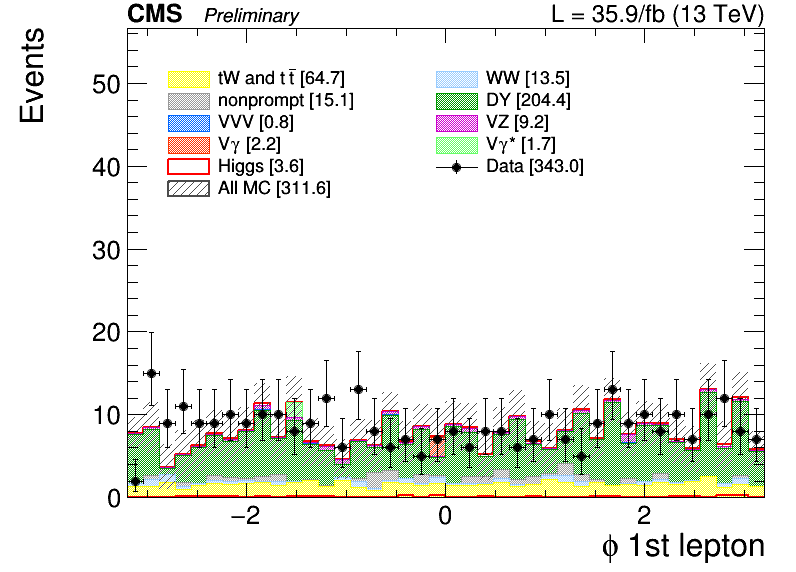 CMS Preliminary L = 35.9/fb (13 TeV)
Events
tW and t t̅ [64.7] WW [13.5]
nonprompt [15.1] DY [204.4]
VVV [0.8] VZ [9.2]
Vγ [2.2] Vγ* [1.7]
Higgs [3.6] Data [343.0]
All MC [311.6]
50
40
30
20
10
0
−2 0 2
ϕ 1st lepton